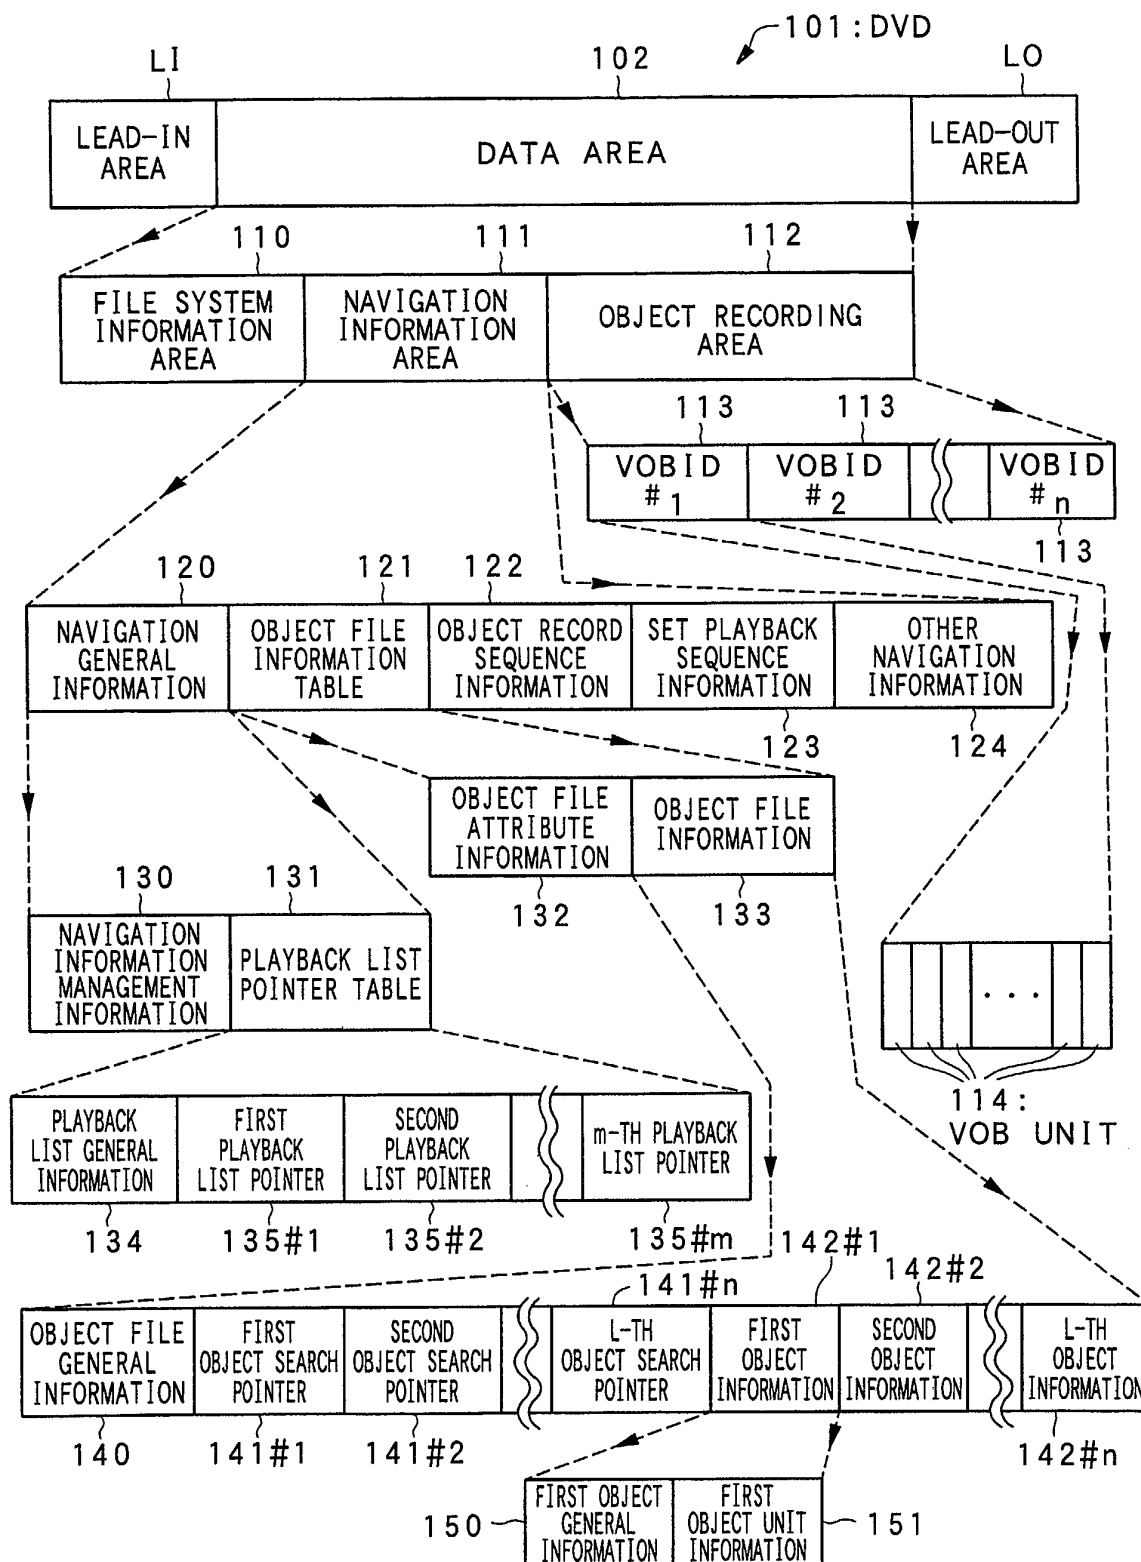 101:DVD
LI
102
LO
LEAD-IN
AREA
DATA AREA
LEAD-OUT
AREA
110
111
112
FILE SYSTEM
INFORMATION
AREA
NAVIGATION
INFORMATION
AREA
OBJECT RECORDING
AREA
113
113
VOBID
#1
VOBID
#2
VOBID
#n
113
120
121
122
NAVIGATION
GENERAL
INFORMATION
OBJECT FILE
INFORMATION
TABLE
OBJECT RECORD
SEQUENCE
INFORMATION
SET PLAYBACK
SEQUENCE
INFORMATION
OTHER
NAVIGATION
INFORMATION
123
124
OBJECT FILE
ATTRIBUTE
INFORMATION
OBJECT FILE
INFORMATION
132
133
130
131
NAVIGATION
INFORMATION
MANAGEMENT
INFORMATION
PLAYBACK LIST
POINTER TABLE
...
114:
VOB UNIT
PLAYBACK
LIST GENERAL
INFORMATION
FIRST
PLAYBACK
LIST POINTER
SECOND
PLAYBACK
LIST POINTER
m-TH PLAYBACK
LIST POINTER
134
135#1
135#2
135#m
141#n
142#1
142#2
OBJECT FILE
GENERAL
INFORMATION
FIRST
OBJECT SEARCH
POINTER
SECOND
OBJECT SEARCH
POINTER
L-TH
OBJECT SEARCH
POINTER
FIRST
OBJECT
INFORMATION
SECOND
OBJECT
INFORMATION
L-TH
OBJECT
INFORMATION
140
141#1
141#2
142#n
150
FIRST OBJECT
GENERAL
INFORMATION
FIRST
OBJECT UNIT
INFORMATION
151